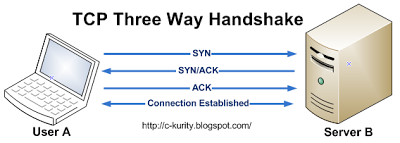 TCP Three Way Handshake
SYN
SYN/ACK
ACK
Connection Established
User A
Server B
http://c-kurity.blogspot.com/